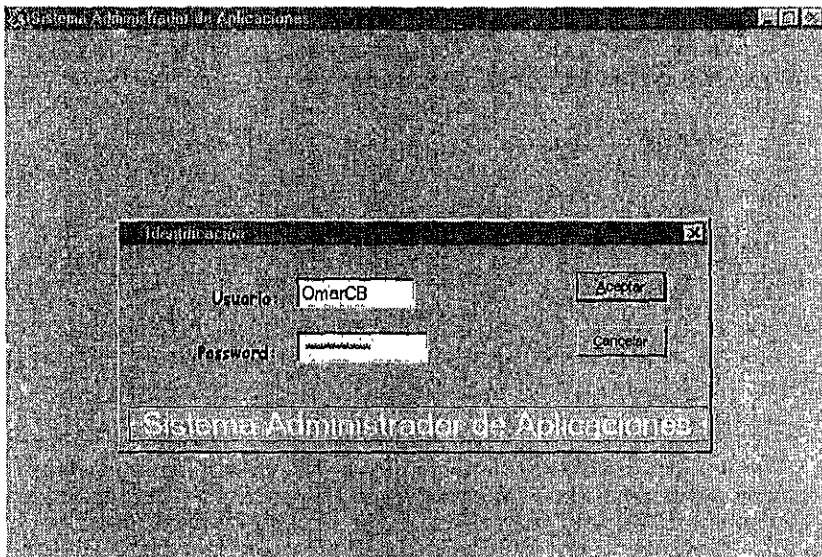 Sistema Administrador de Aplicaciones
Identificación
Usuario: OmarCB Aceptar
Password: ********** Cancelar
Sistema Administrador de Aplicaciones